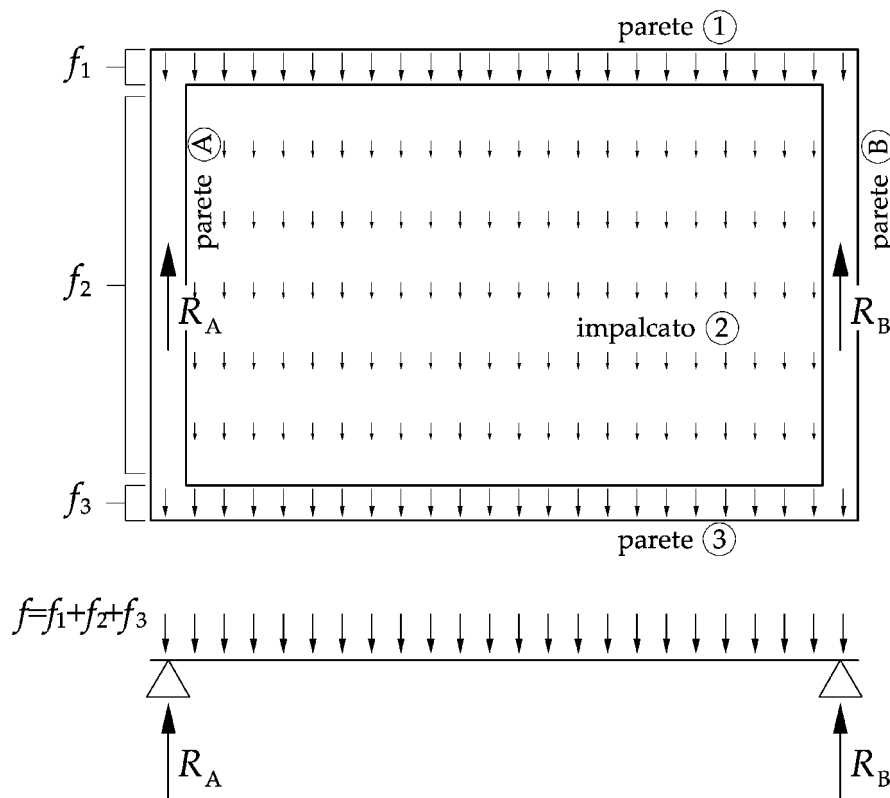 parete 1
f1
parete A
parete B
f2
RA
RB
impalcato 2
f3
parete 3
f=f1+f2+f3
RA
RB